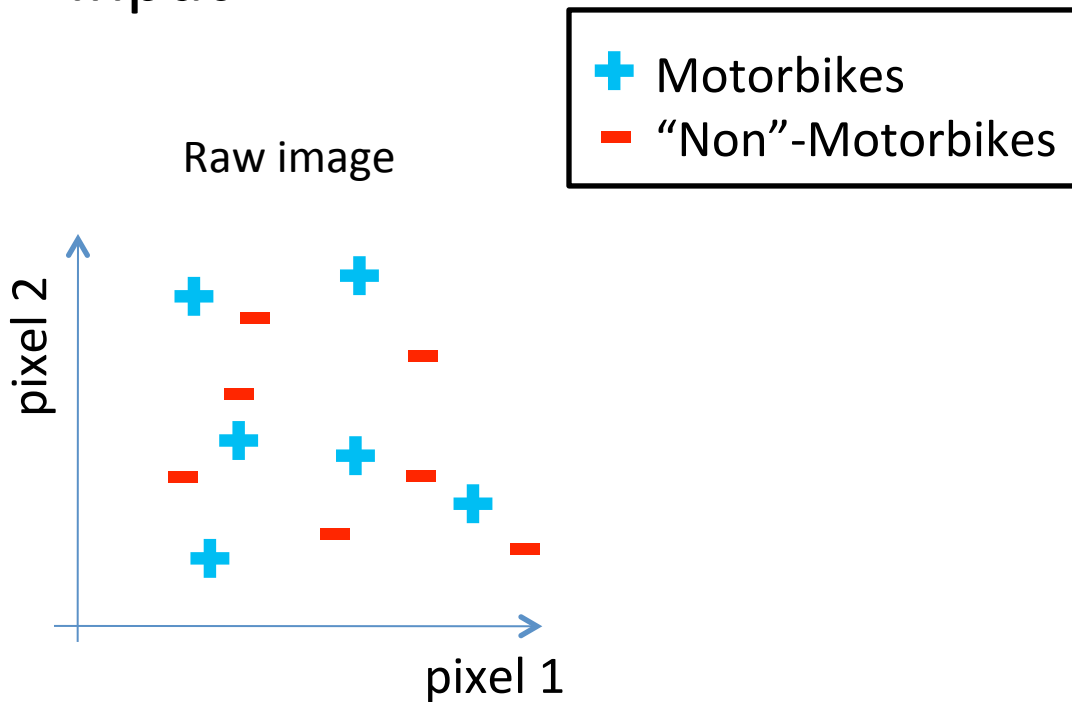 Motorbikes
“Non”-Motorbikes
Raw image
pixel 2
pixel 1